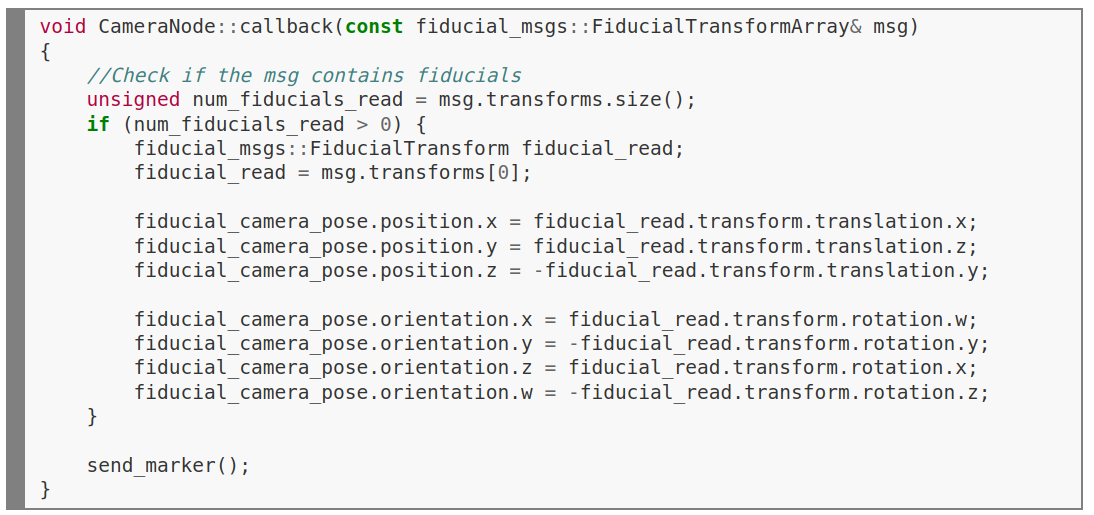 void CameraNode::callback(const fiducial_msgs::FiducialTransformArray& msg)
{
    //Check if the msg contains fiducials
    unsigned num_fiducials_read = msg.transforms.size();
    if (num_fiducials_read > 0) {
        fiducial_msgs::FiducialTransform fiducial_read;
        fiducial_read = msg.transforms[0];

        fiducial_camera_pose.position.x = fiducial_read.transform.translation.x;
        fiducial_camera_pose.position.y = fiducial_read.transform.translation.z;
        fiducial_camera_pose.position.z = -fiducial_read.transform.translation.y;

        fiducial_camera_pose.orientation.x = fiducial_read.transform.rotation.w;
        fiducial_camera_pose.orientation.y = -fiducial_read.transform.rotation.y;
        fiducial_camera_pose.orientation.z = fiducial_read.transform.rotation.x;
        fiducial_camera_pose.orientation.w = -fiducial_read.transform.rotation.z;
    }

    send_marker();
}